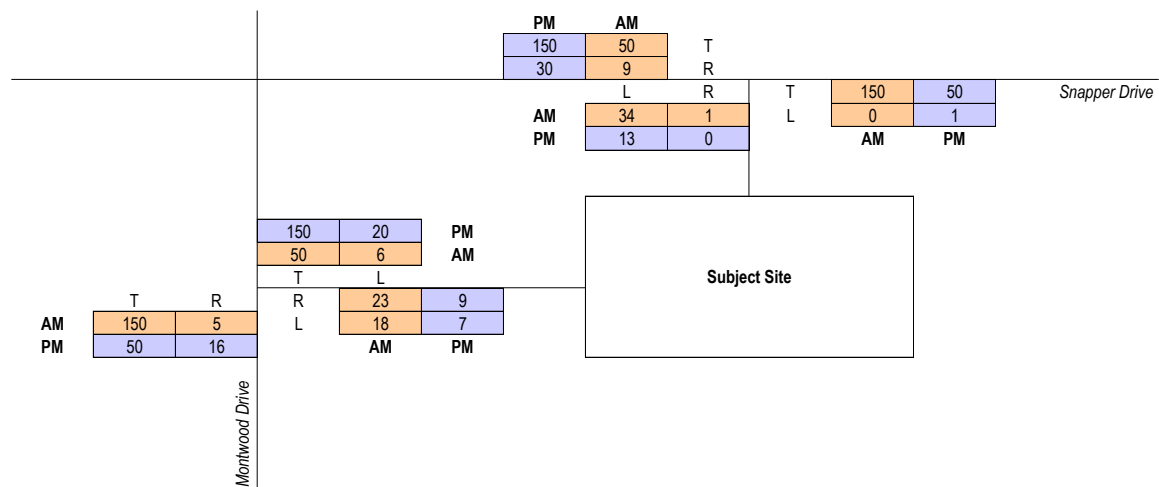 PM AM
150 50 T
30 9 R
L R T 150 50 Snapper Drive
AM 34 1 L 0 1
PM 13 0 AM PM
150 20 PM
50 6 AM
T L Subject Site
T R R 23 9
AM 150 5 L 18 7
PM 50 16 AM PM
Montwood Drive